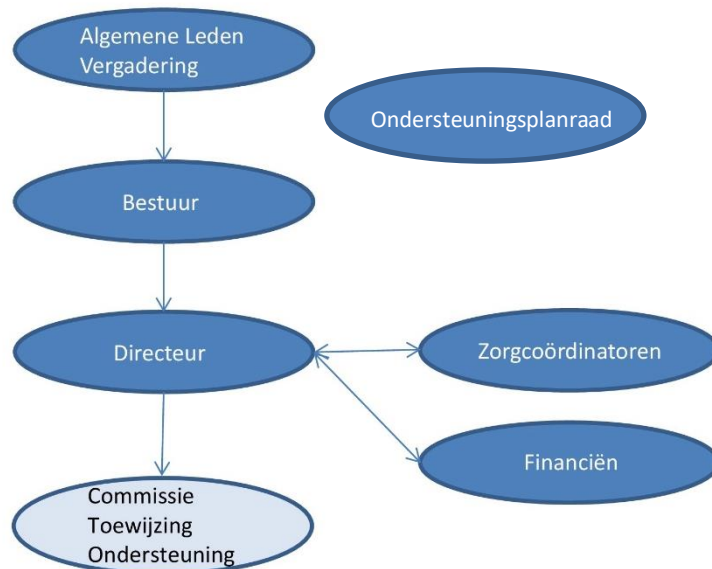 Algemene Leden
Vergadering
Ondersteuningsplanraad
Bestuur
Directeur
Zorgcoördinatoren
Financiën
Commissie
Toewijzing
Ondersteuning